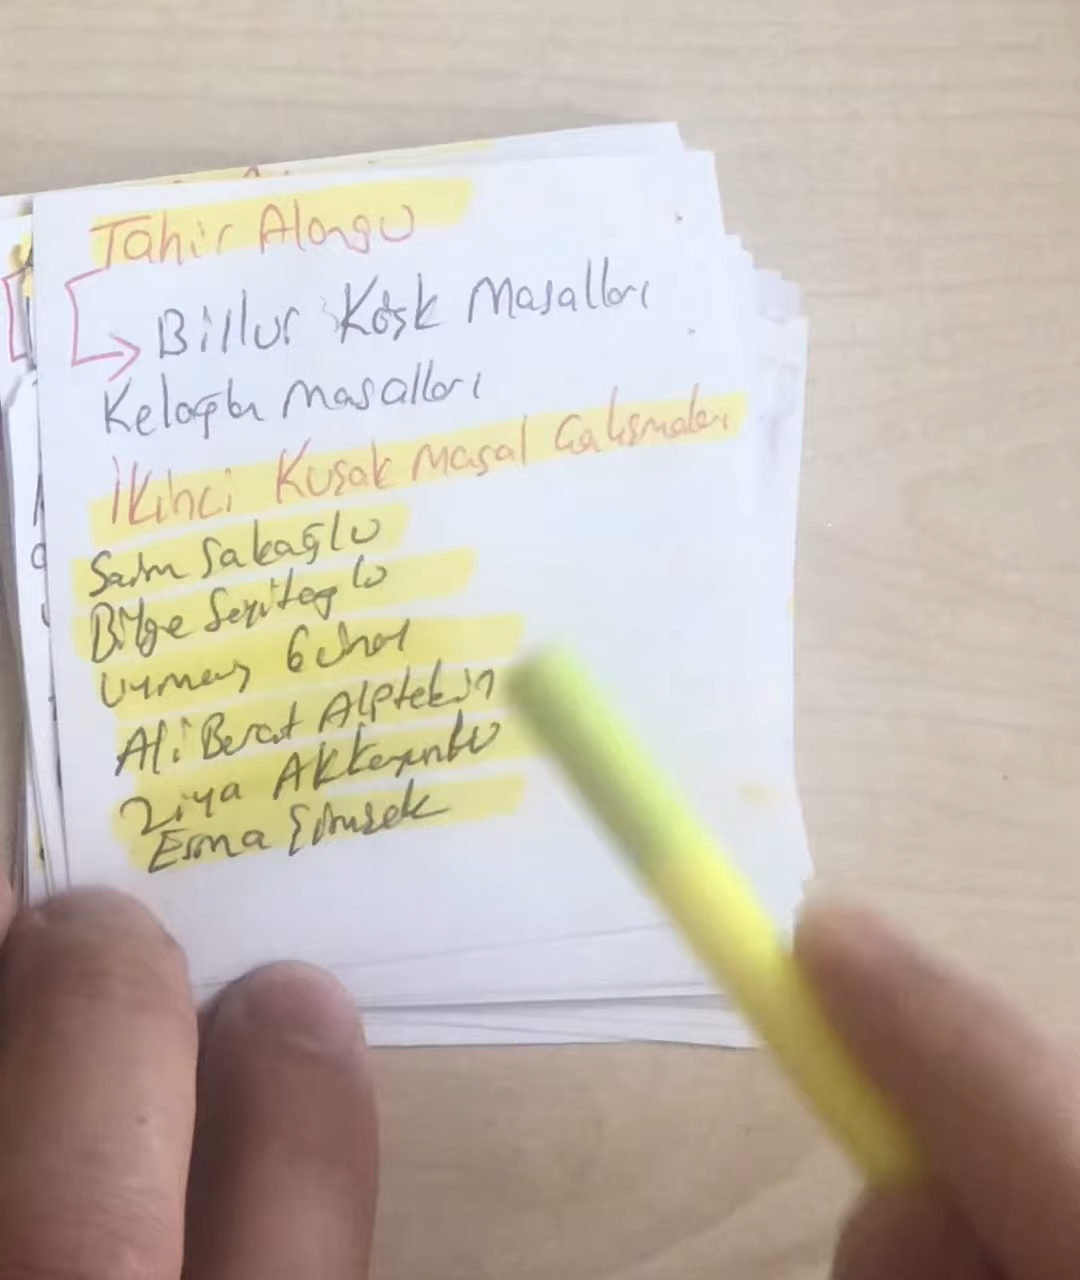 Tahir Alangu
Billur Köşk Masalları
Keloğlan Masalları
İkinci Kuşak Masal Çalışmaları
Saim Sakaoğlu
Bilge Seyitoğlu
Umay Günay
Ali Berat Alptekin
Ziya Akkoyunlu
Esma Şimşek